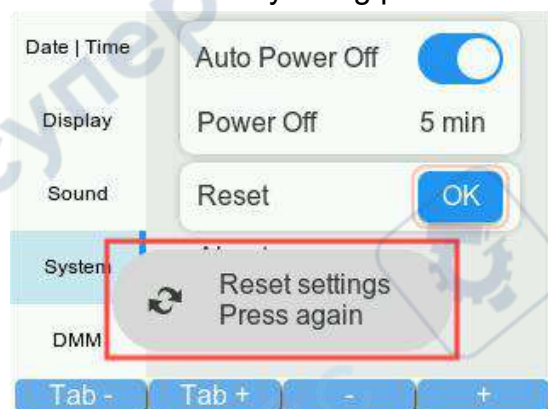 Date | Time
Auto Power Off
Display
Power Off 5 min
Sound
Reset OK
System
Reset settings
Press again
DMM
Tab - Tab + - +